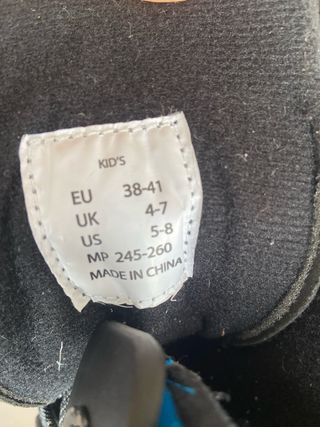 KID'S
EU 38-41
UK 4-7
US 5-8
MP 245-260
MADE IN CHINA